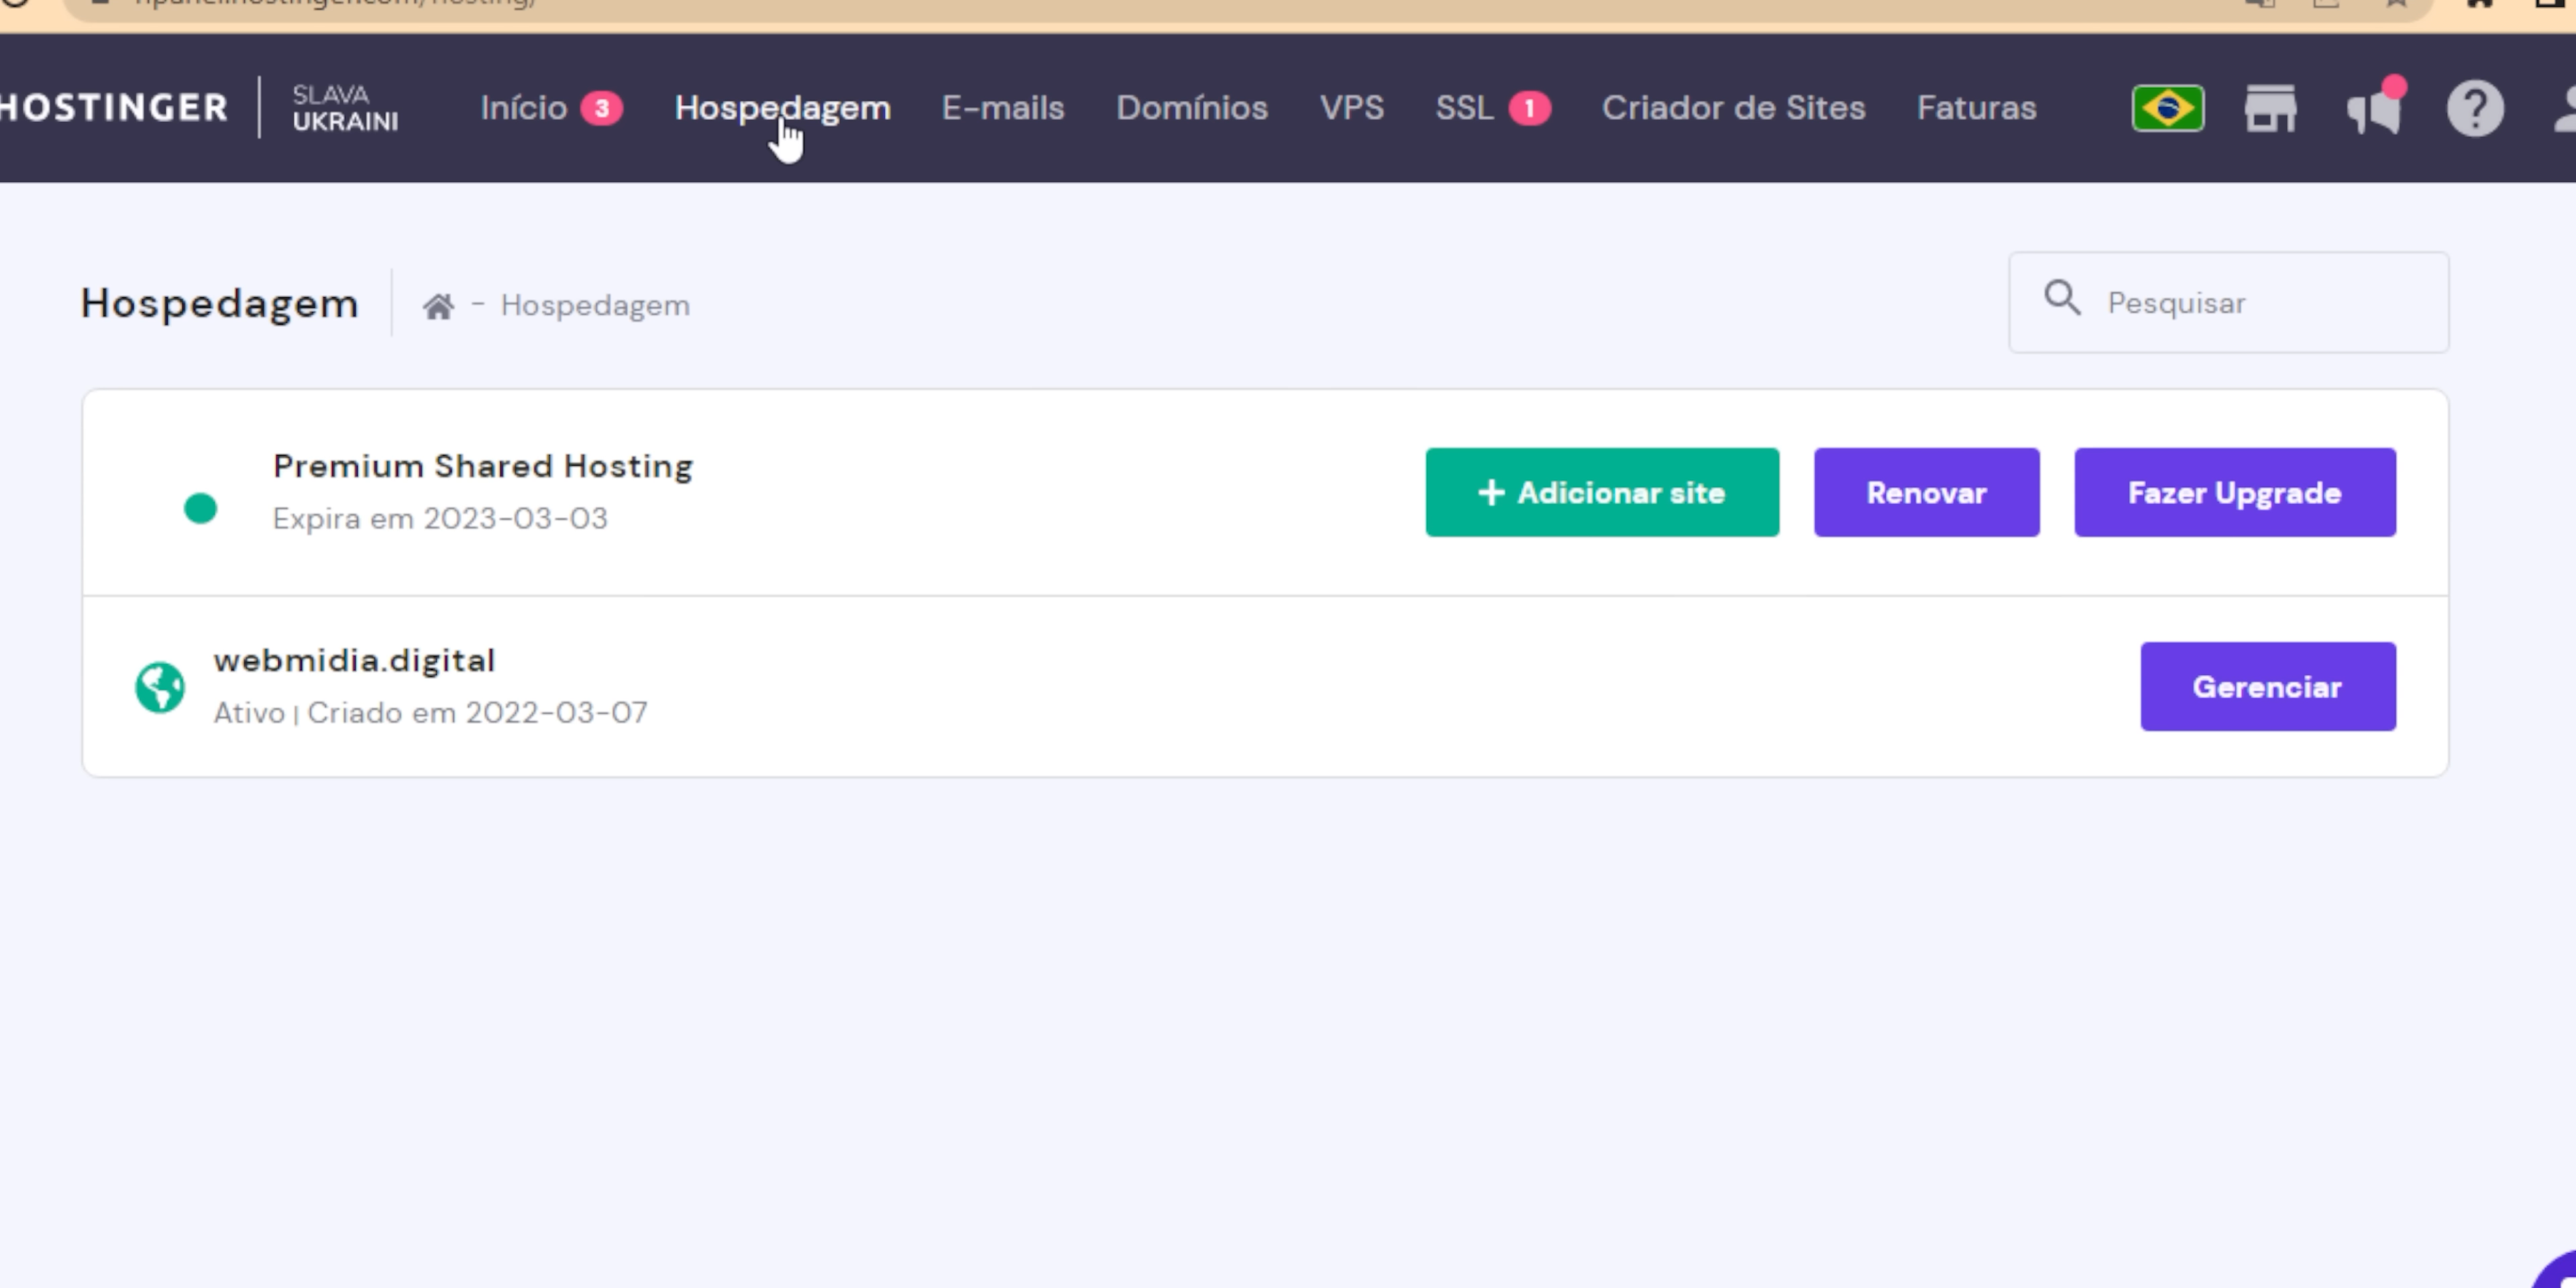 HOSTINGER
SLAVA
UKRAINI
Início 3 Hospedagem E-mails Domínios VPS SSL 1 Criador de Sites Faturas
Hospedagem - Hospedagem
Pesquisar
Premium Shared Hosting
Expira em 2023-03-03
+ Adicionar site Renovar Fazer Upgrade
webmidia.digital
Ativo | Criado em 2022-03-07
Gerenciar